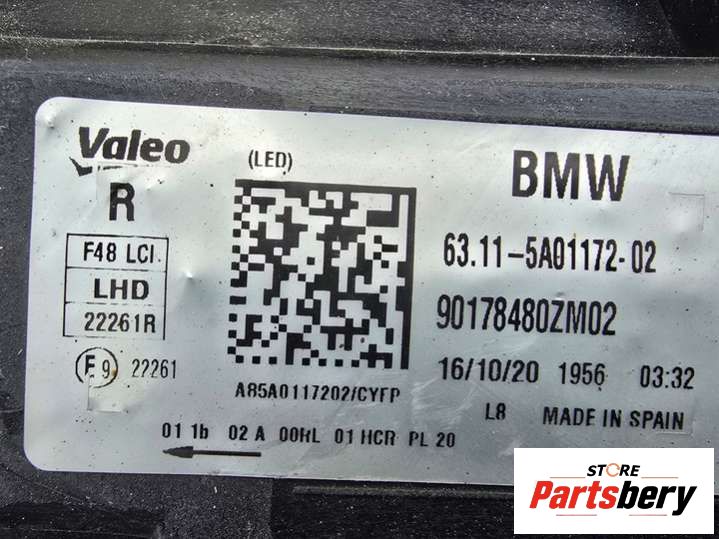 Valeo
(LED)
BMW
R
F48 LCI
LHD
22261R
E 9 22261
63.11-5A01172-02
90178480ZM02
16/10/20 1956 03:32
A85A0117202/CYFP
L8 MADE IN SPAIN
01 1b 02 A 00HL 01 HCR PL 20
STORE
Partsbery